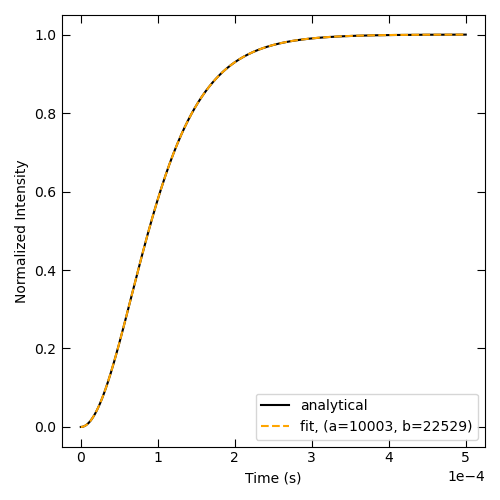 1.0
0.8
0.6
0.4
0.2
0.0
Normalized Intensity
analytical
fit, (a=10003, b=22529)
0 1 2 3 4 5
1e−4
Time (s)